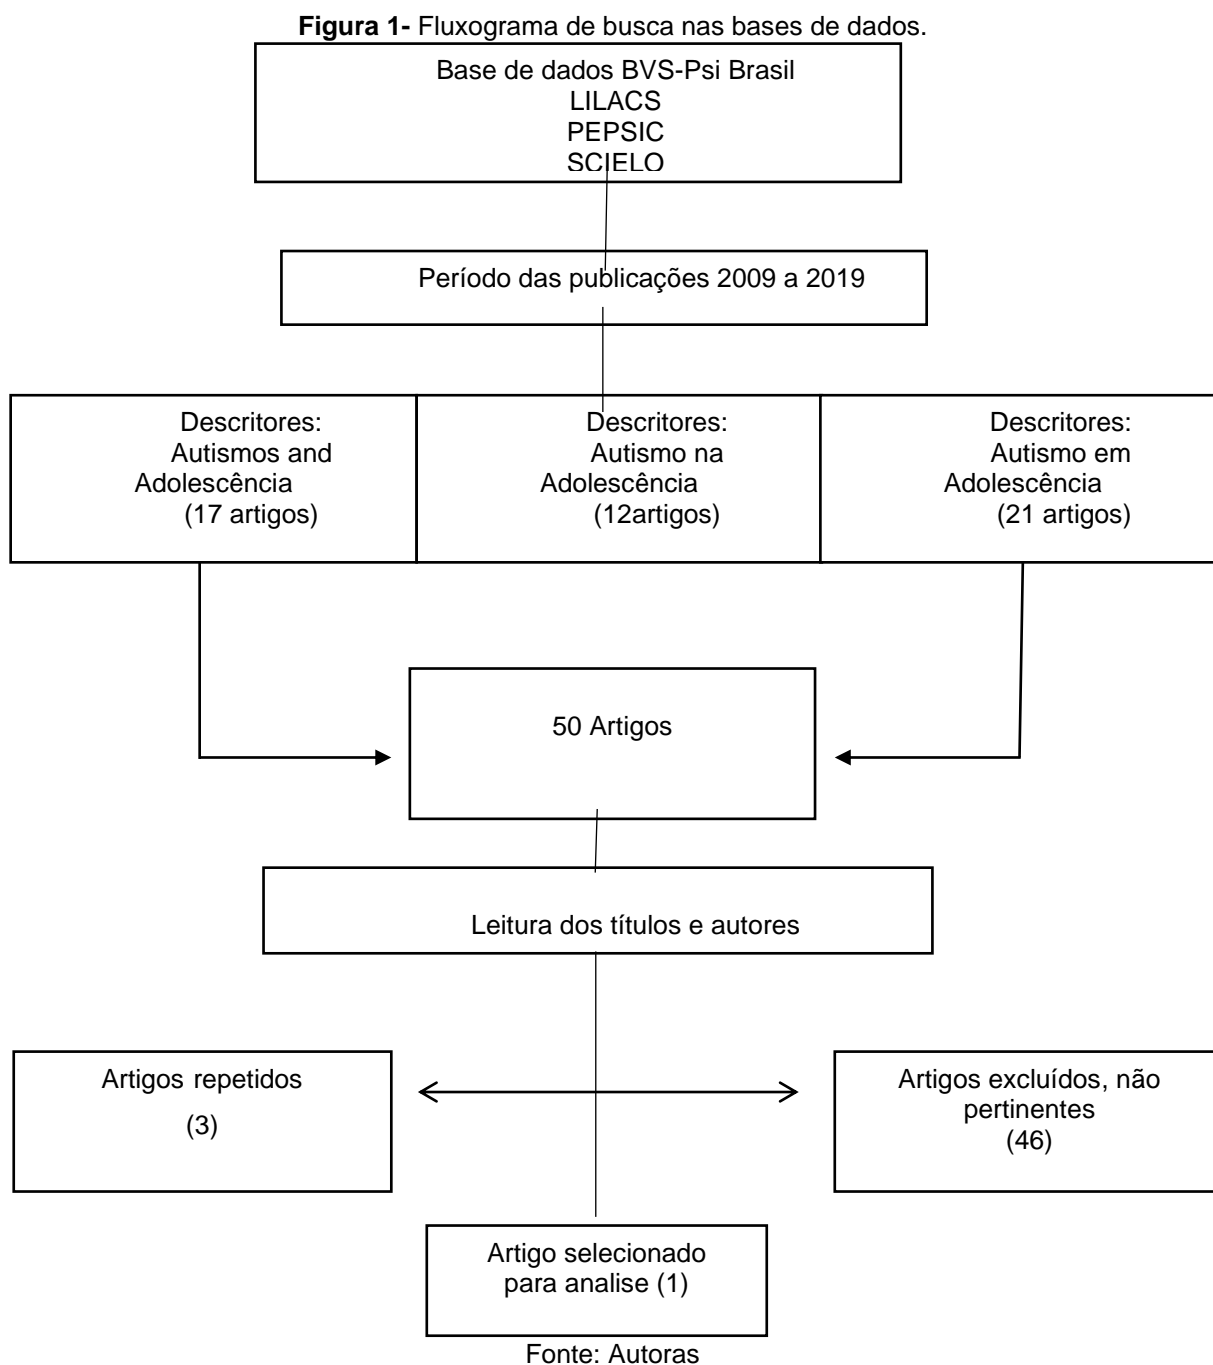 Figura 1- Fluxograma de busca nas bases de dados.
Base de dados BVS-Psi Brasil
LILACS
PEPSIC
SCIELO
Período das publicações 2009 a 2019
Descritores:
Autismos and
Adolescência
(17 artigos)
Descritores:
Autismo na
Adolescência
(12artigos)
Descritores:
Autismo em
Adolescência
(21 artigos)
50 Artigos
Leitura dos títulos e autores
Artigos repetidos
(3)
Artigos excluídos, não
pertinentes
(46)
Artigo selecionado
para analise (1)
Fonte: Autoras